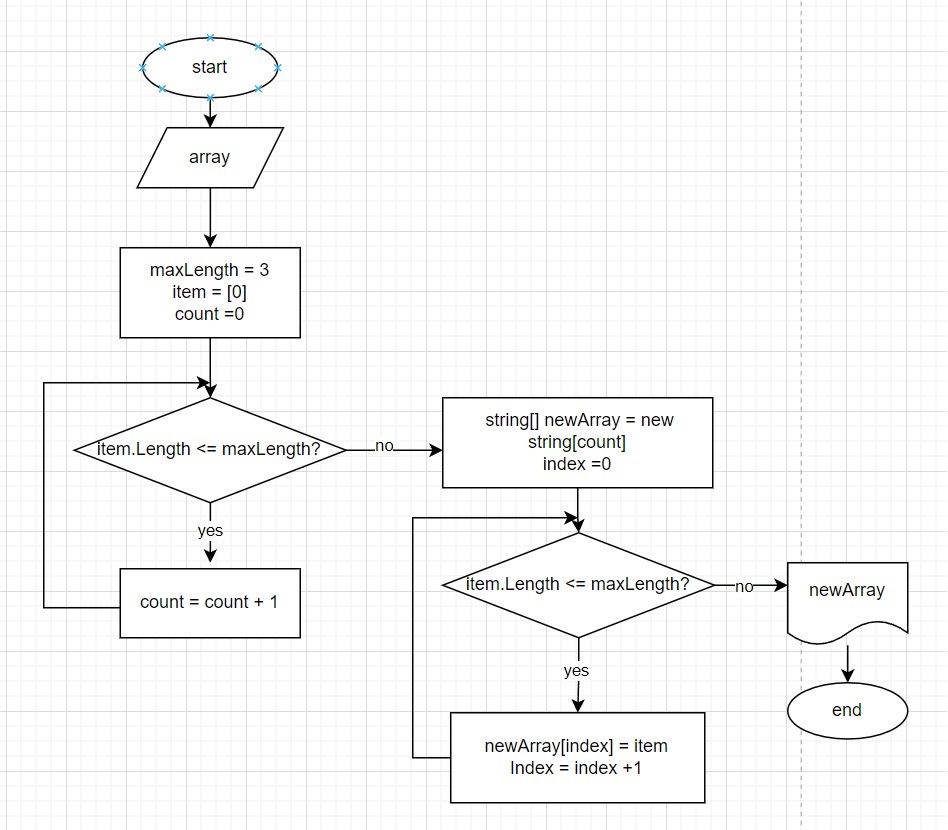 start
array
maxLength = 3
item = [0]
count =0
item.Length <= maxLength?
no
yes
count = count + 1
string[] newArray = new
string[count]
index =0
item.Length <= maxLength?
no
yes
newArray[index] = item
Index = index +1
newArray
end